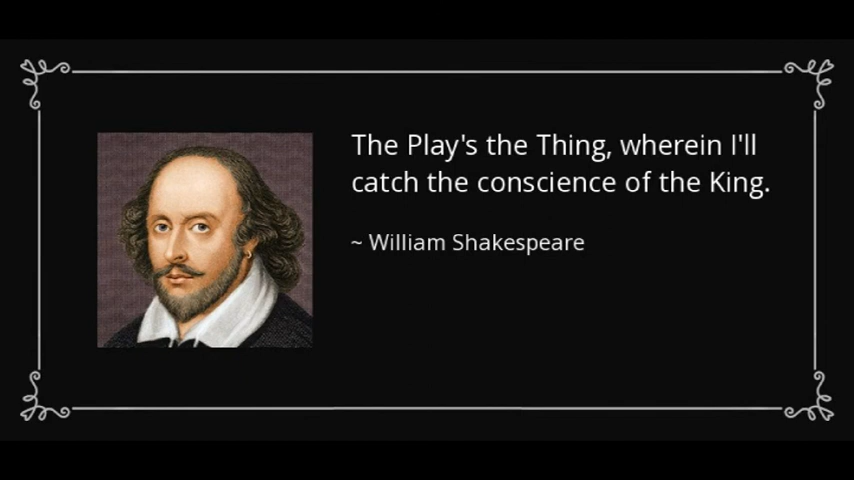 The Play's the Thing, wherein I'll
catch the conscience of the King.
~ William Shakespeare